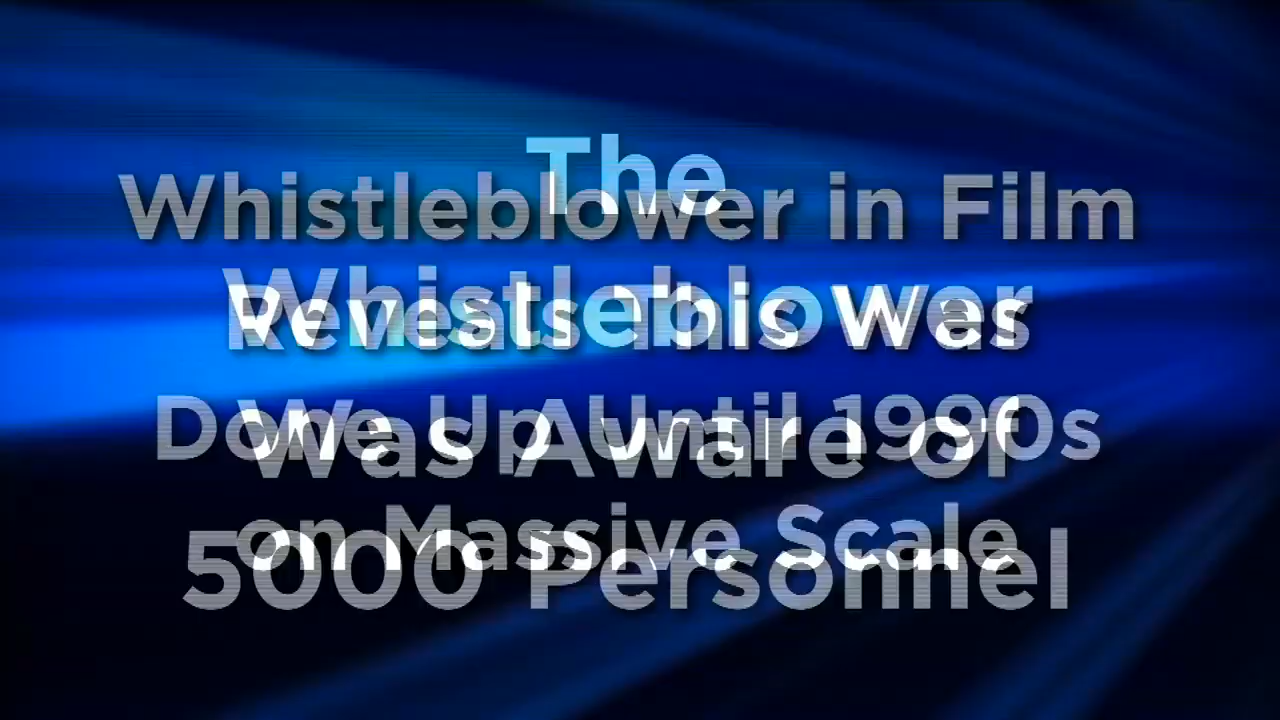 Whistleblower in Film
Reveals This Was
Done Up Until 1990s
on Massive Scale
The
Whistleblower
Was Aware of
5000 Personnel